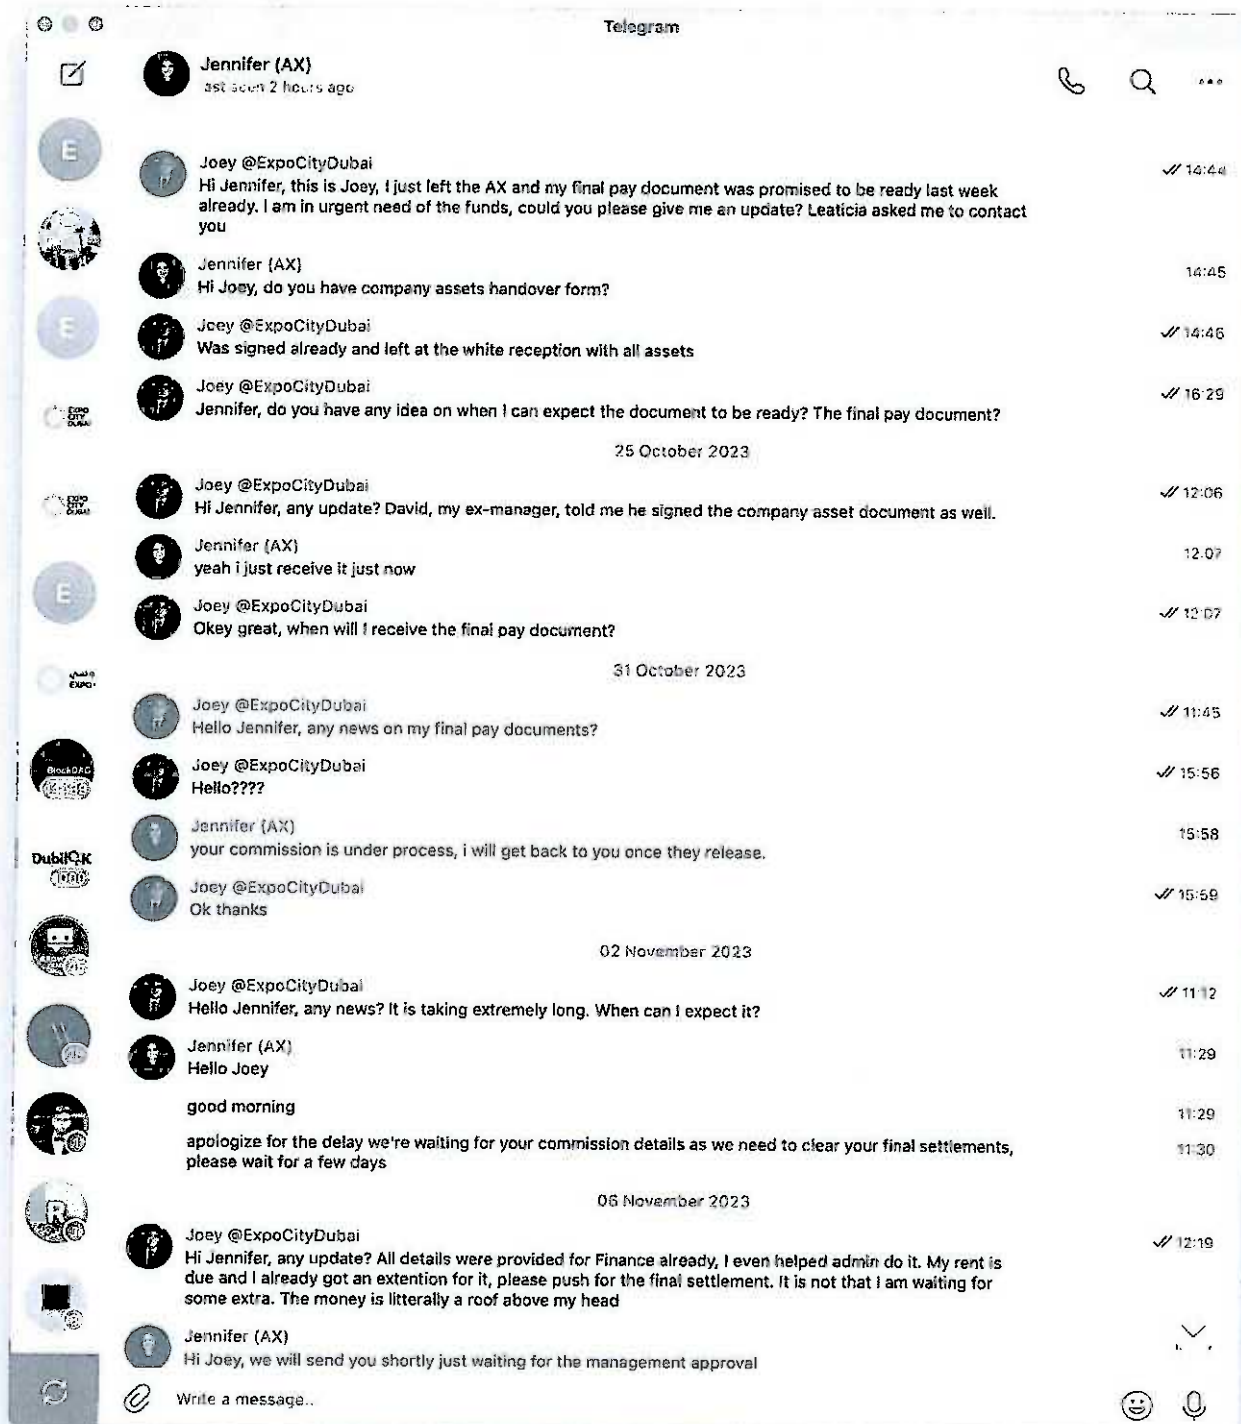 Telegram
Jennifer (AX)
ast seen 2 hours ago
E
Joey @ExpoCityDubai
14:44
Hi Jennifer, this is Joey, I just left the AX and my final pay document was promised to be ready last week
already. I am in urgent need of the funds, could you please give me an update? Leaticia asked me to contact
you
Jennifer (AX)
14:45
Hi Joey, do you have company assets handover form?
E
Joey @ExpoCityDubai
14:46
Was signed already and left at the white reception with all assets
Joey @ExpoCityDubai
16:29
Jennifer, do you have any idea on when I can expect the document to be ready? The final pay document?
EXPO
CITY
DUBAI
25 October 2023
Joey @ExpoCityDubai
12:06
Hi Jennifer, any update? David, my ex-manager, told me he signed the company asset document as well.
EXPO
CITY
DUBAI
Jennifer (AX)
12:07
yeah i just receive it just now
E
Joey @ExpoCityDubai
12:07
Okey great, when will I receive the final pay document?
31 October 2023
EXPO
Joey @ExpoCityDubai
11:45
Hello Jennifer, any news on my final pay documents?
Joey @ExpoCityDubai
15:56
Hello????
BlockDAG
Jennifer (AX)
15:58
your commission is under process, i will get back to you once they release.
Joey @ExpoCityDubai
15:59
Ok thanks
02 November 2023
Joey @ExpoCityDubai
11:12
Hello Jennifer, any news? It is taking extremely long. When can I expect it?
Jennifer (AX)
11:29
Hello Joey
good morning
11:29
apologize for the delay we're waiting for your commission details as we need to clear your final settlements,
11:30
please wait for a few days
06 November 2023
R
Joey @ExpoCityDubai
12:19
Hi Jennifer, any update? All details were provided for Finance already, I even helped admin do it. My rent is
due and I already got an extention for it, please push for the final settlement. It is not that I am waiting for
some extra. The money is litterally a roof above my head
Jennifer (AX)
Hi Joey, we will send you shortly just waiting for the management approval
Write a message..